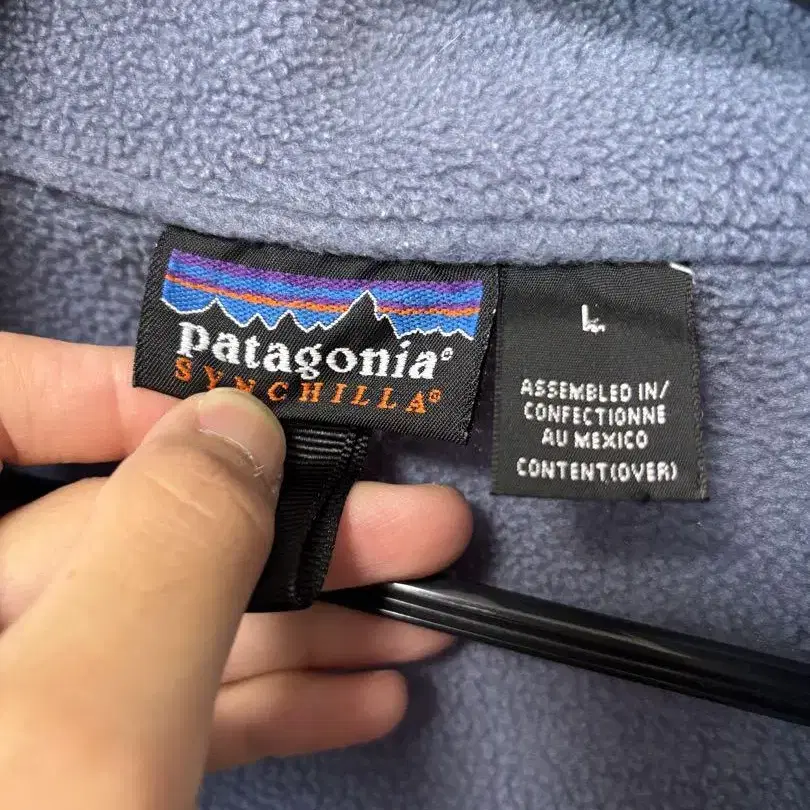 patagonia®
SYNCHILLA®
L
ASSEMBLED IN/
CONFECTIONNE
AU MEXICO
CONTENT(OVER)